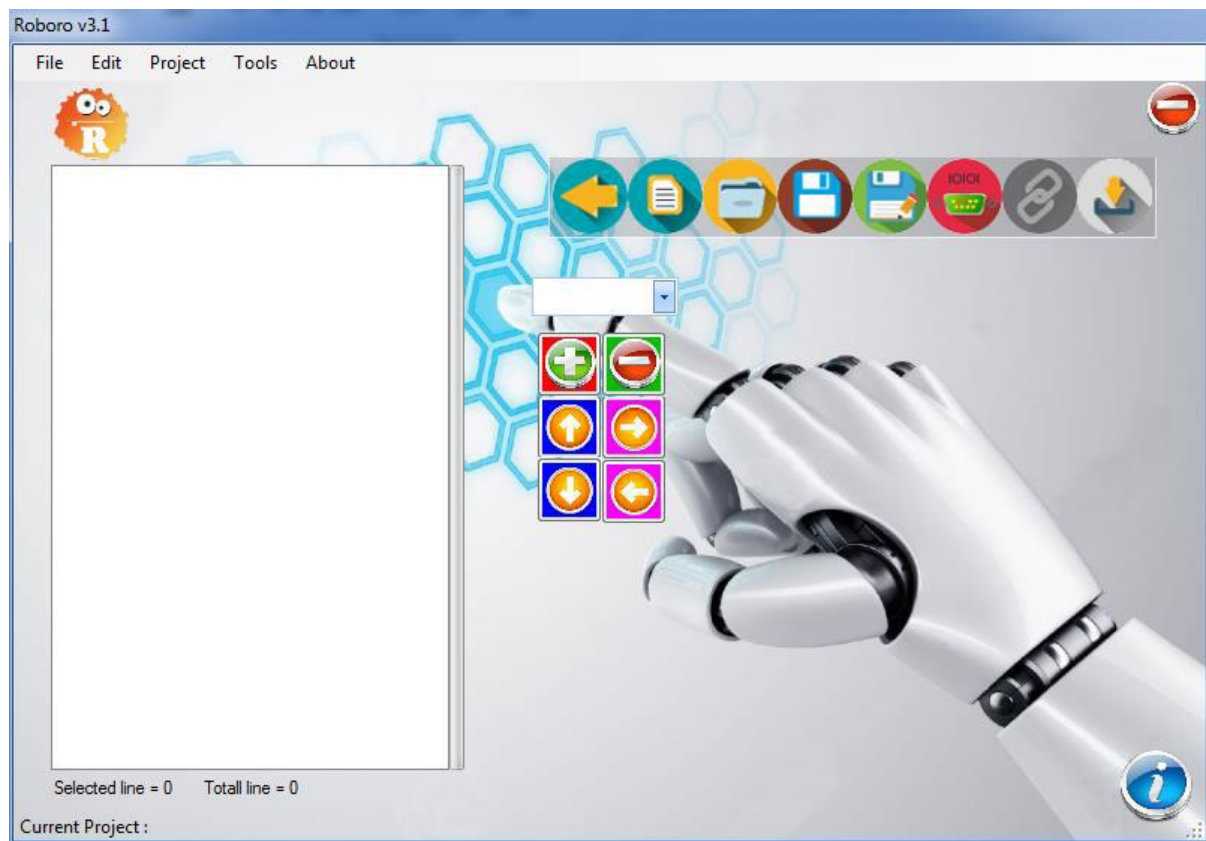 Roboro v3.1
File Edit Project Tools About
R
IOIOI
Selected line = 0 Totall line = 0
i
Current Project :